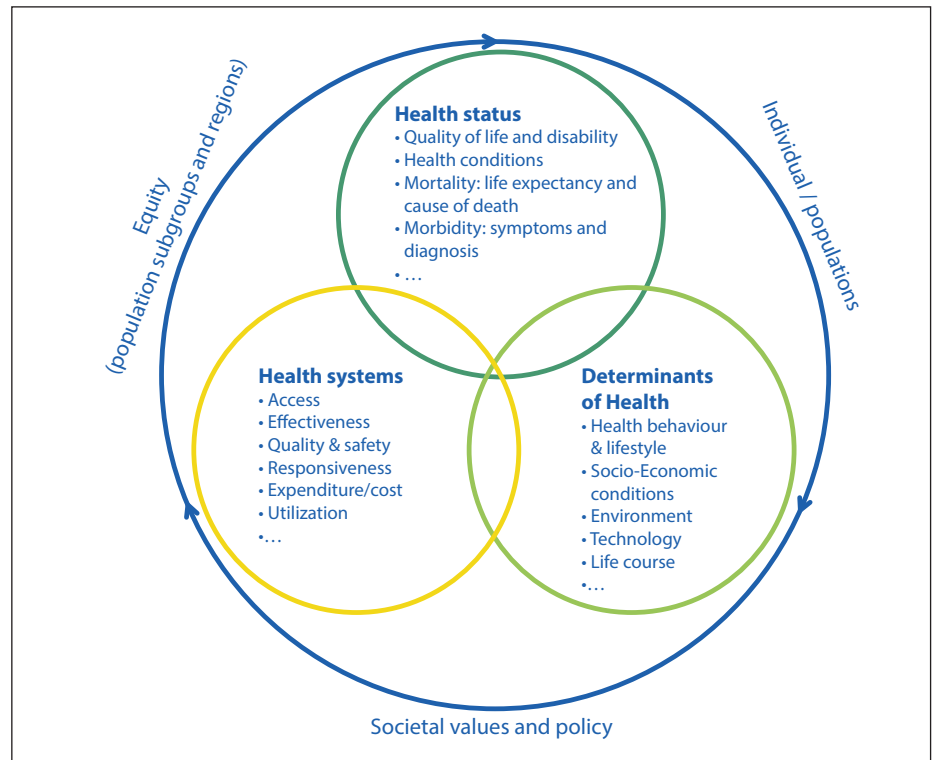 Equity
(population subgroups and regions)
Individual / populations
Health status
• Quality of life and disability
• Health conditions
• Mortality: life expectancy and
cause of death
• Morbidity: symptoms and
diagnosis
• …
Health systems
• Access
• Effectiveness
• Quality & safety
• Responsiveness
• Expenditure/cost
• Utilization
•…
Determinants
of Health
• Health behaviour
& lifestyle
• Socio-Economic
conditions
• Environment
• Technology
• Life course
•…
Societal values and policy